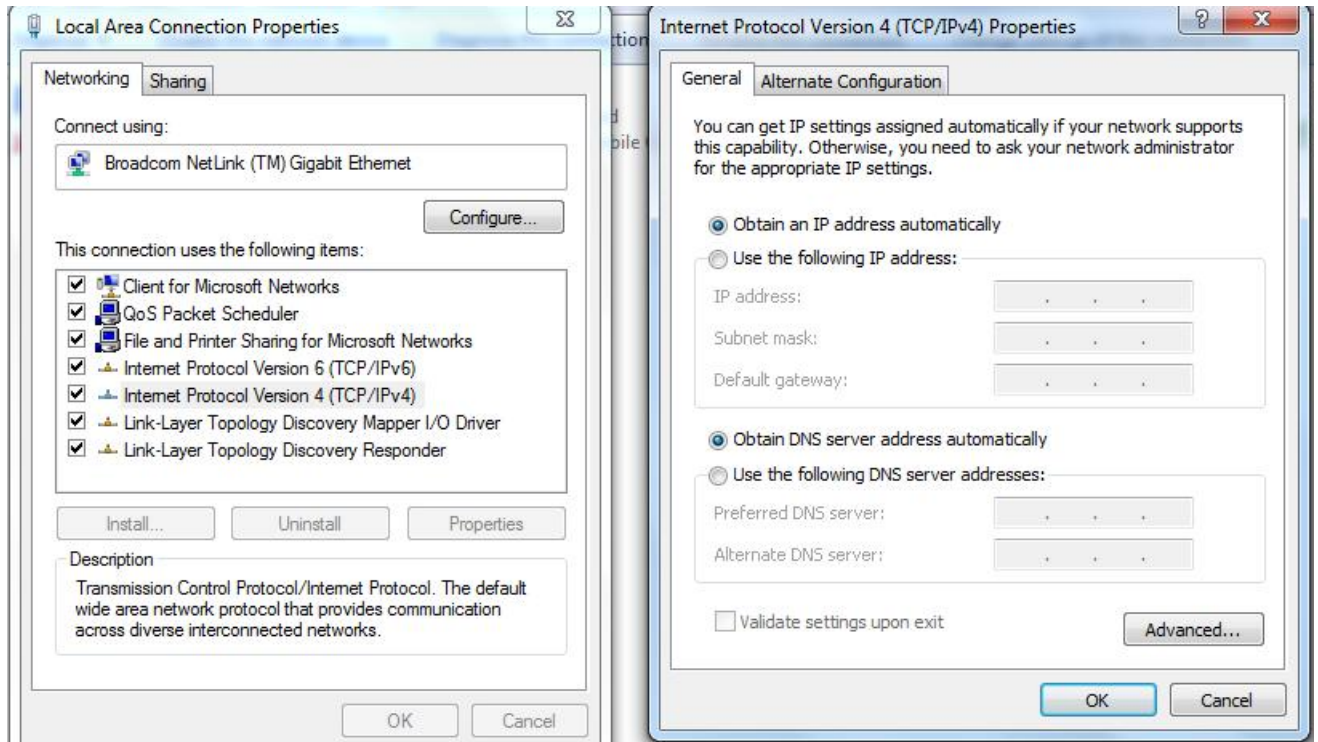 Local Area Connection Properties
Networking
Sharing
Connect using:
Broadcom NetLink (TM) Gigabit Ethernet
Configure...
This connection uses the following items:
Client for Microsoft Networks
QoS Packet Scheduler
File and Printer Sharing for Microsoft Networks
Internet Protocol Version 6 (TCP/IPv6)
Internet Protocol Version 4 (TCP/IPv4)
Link-Layer Topology Discovery Mapper I/O Driver
Link-Layer Topology Discovery Responder
Install...
Uninstall
Properties
Description
Transmission Control Protocol/Internet Protocol. The default
wide area network protocol that provides communication
across diverse interconnected networks.
OK
Cancel
Internet Protocol Version 4 (TCP/IPv4) Properties
General
Alternate Configuration
You can get IP settings assigned automatically if your network supports
this capability. Otherwise, you need to ask your network administrator
for the appropriate IP settings.
Obtain an IP address automatically
Use the following IP address:
IP address:
Subnet mask:
Default gateway:
Obtain DNS server address automatically
Use the following DNS server addresses:
Preferred DNS server:
Alternate DNS server:
Validate settings upon exit
Advanced...
OK
Cancel